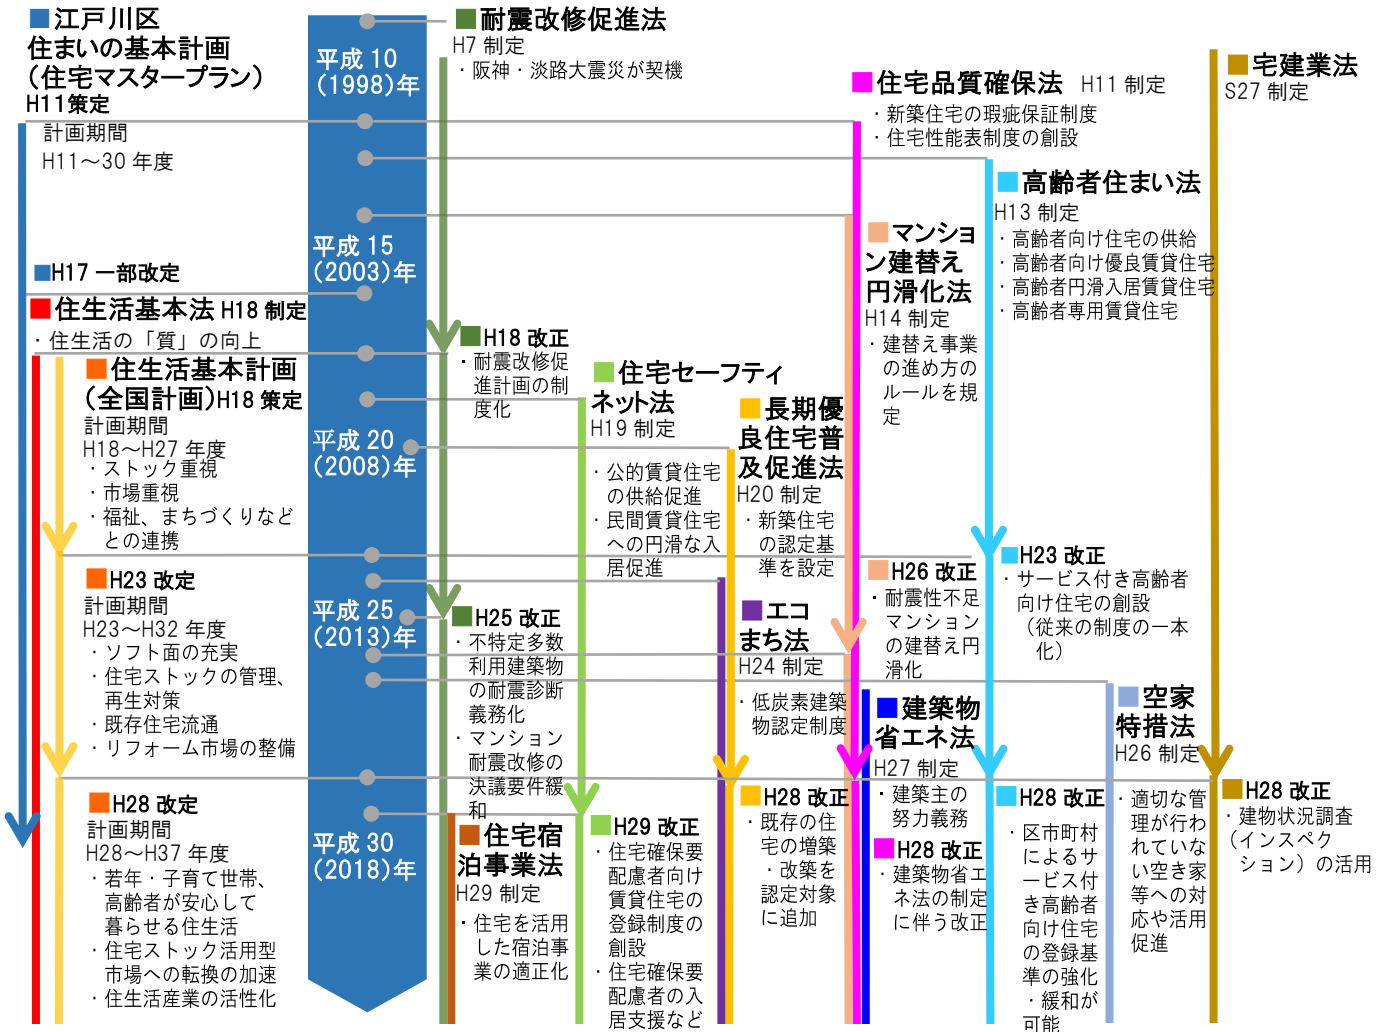 江戸川区
住まいの基本計画
（住宅マスタープラン）
H11策定
計画期間
H11～30 年度
■H17 一部改定
住生活基本法 H18 制定
・住生活の「質」の向上
住生活基本計画
（全国計画）H18 策定
計画期間
H18～H27 年度
・ストック重視
・市場重視
・福祉、まちづくりなど
との連携
H23 改定
計画期間
H23～H32 年度
・ソフト面の充実
・住宅ストックの管理、
再生対策
・既存住宅流通
・リフォーム市場の整備
H28 改定
計画期間
H28～H37 年度
・若年・子育て世帯、
高齢者が安心して
暮らせる住生活
・住宅ストック活用型
市場への転換の加速
・住生活産業の活性化
平成 10
（1998）年
平成 15
（2003）年
平成 20
（2008）年
平成 25
（2013）年
平成 30
（2018）年
耐震改修促進法
H7 制定
・阪神・淡路大震災が契機
H18 改正
・耐震改修促
進計画の制
度化
H25 改正
・不特定多数
利用建築物
の耐震診断
義務化
・マンション
耐震改修の
決議要件緩
和
住宅宿
泊事業法
H29 制定
・住宅を活用
した宿泊事
業の適正化
住宅セーフティ
ネット法
H19 制定
・公的賃貸住宅
の供給促進
・民間賃貸住宅
への円滑な入
居促進
H29 改正
・住宅確保要
配慮者向け
賃貸住宅の
登録制度の
創設
・住宅確保要
配慮者の入
居支援など
長期優
良住宅普
及促進法
H20 制定
・新築住宅
の認定基
準を設定
エコ
まち法
H24 制定
・低炭素建築
物認定制度
H28 改正
・既存の住
宅の増築
・改築を
認定対象
に追加
住宅品質確保法 H11 制定
・新築住宅の瑕疵保証制度
・住宅性能表制度の創設
マンショ
ン建替え
円滑化法
H14 制定
・建替え事業
の進め方の
ルールを規
定
H26 改正
・耐震性不足
マンション
の建替え円
滑化
建築物
省エネ法
H27 制定
・建築主の
努力義務
H28 改正
・建築物省エ
ネ法の制定
に伴う改正
高齢者住まい法
H13 制定
・高齢者向け住宅の供給
・高齢者向け優良賃貸住宅
・高齢者円滑入居賃貸住宅
・高齢者専用賃貸住宅
H23 改正
・サービス付き高齢者
向け住宅の創設
（従来の制度の一本
化）
H28 改正
・区市町村
によるサ
ービス付
き高齢者
向け住宅
の登録基
準の強化
・緩和が
可能
空家
特措法
H26 制定
・適切な管
理が行わ
れていな
い空き家
等への対
応や活用
促進
宅建業法
S27 制定
H28 改正
・建物状況調査
（インスペク
ション）の活用